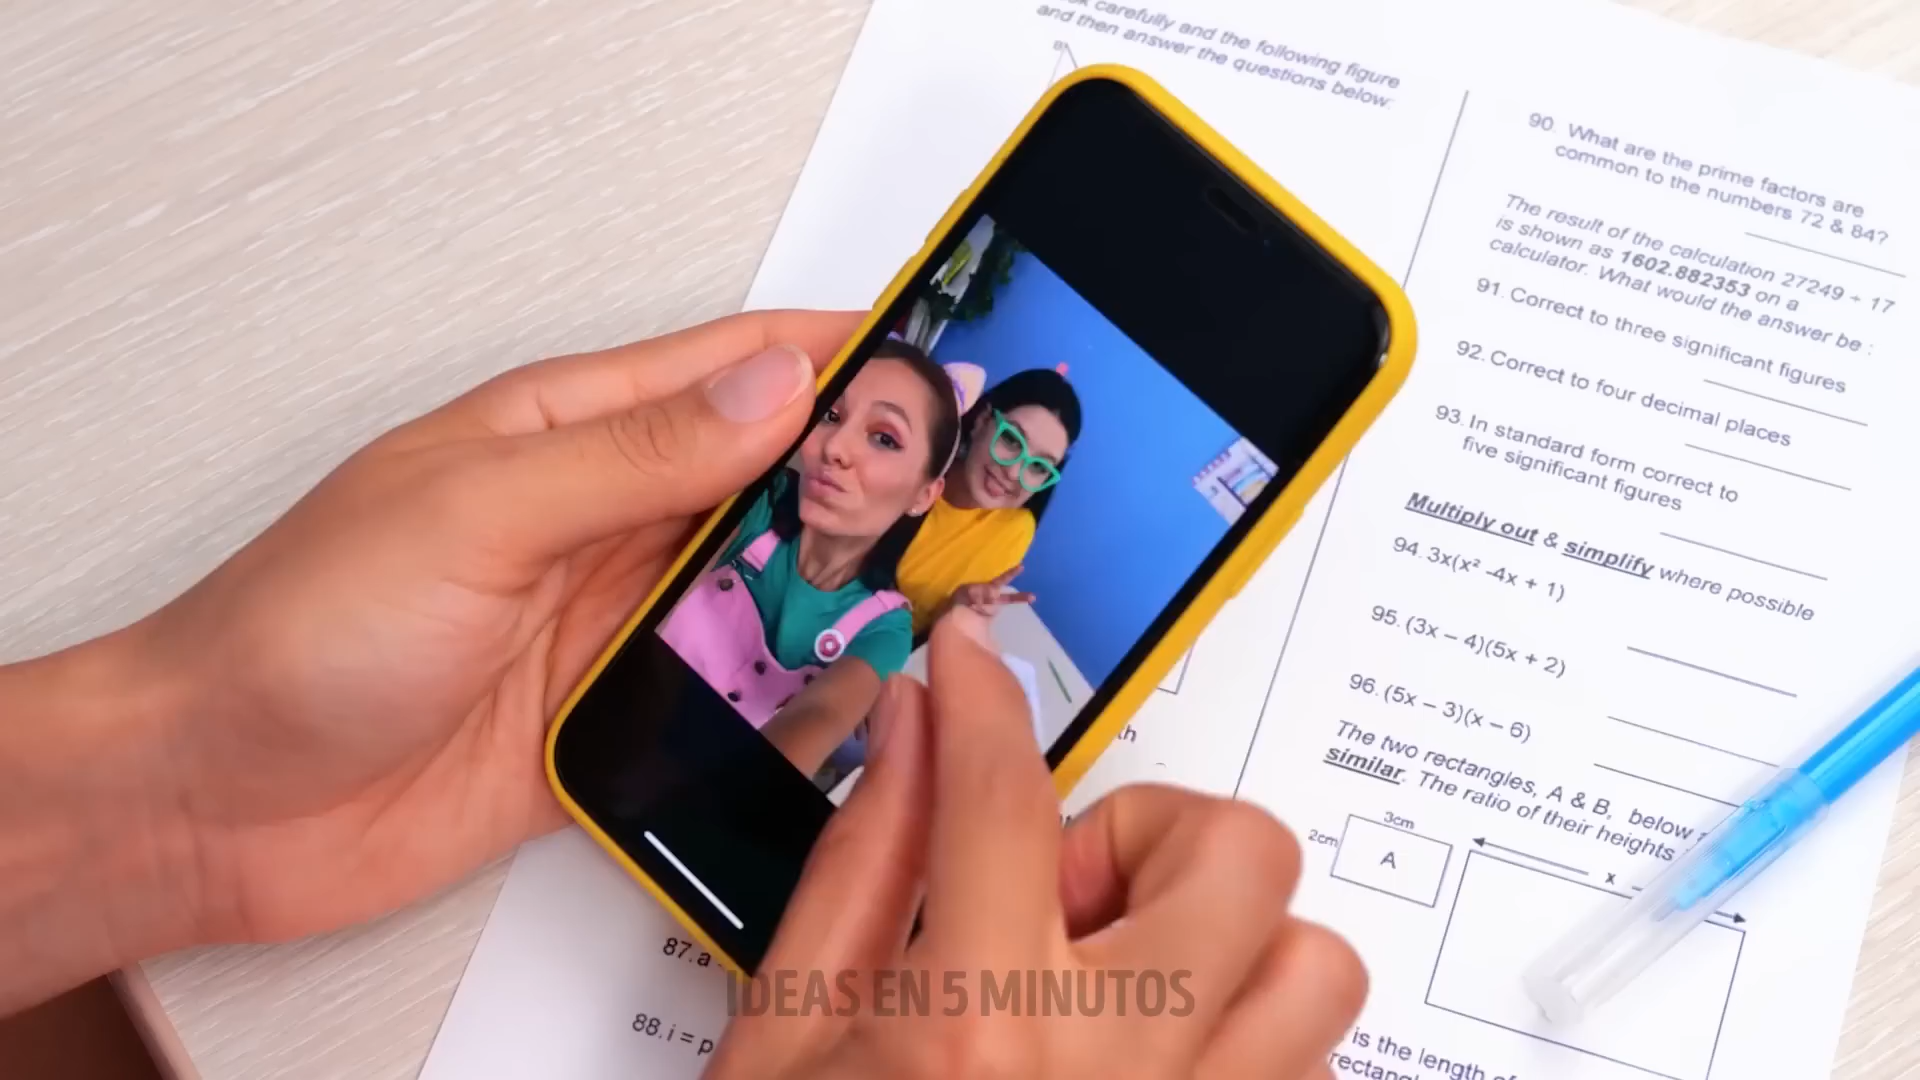 carefully and the following figure
and then answer the questions below:
90. What are the prime factors are
common to the numbers 72 & 84?
The result of the calculation 27249 ÷ 17
is shown as 1602.882353 on a
calculator. What would the answer be :
91. Correct to three significant figures
92. Correct to four decimal places
93. In standard form correct to
five significant figures
Multiply out & simplify where possible
94. 3x(x² -4x + 1)
95. (3x – 4)(5x + 2)
96. (5x – 3)(x – 6)
The two rectangles, A & B, below
similar. The ratio of their heights
3cm
2cm
A
x
is the length
87. a
88. i = p
IDEAS EN 5 MINUTOS